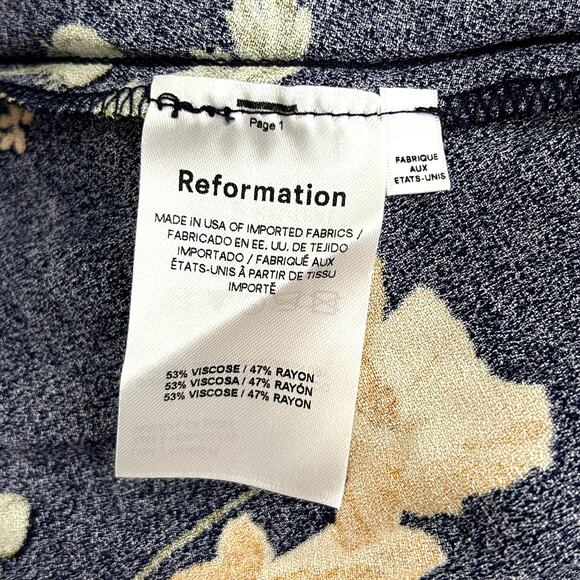 Page 1
Reformation
MADE IN USA OF IMPORTED FABRICS /
FABRICADO EN EE. UU. DE TEJIDO
IMPORTADO / FABRIQUÉ AUX
ÉTATS-UNIS À PARTIR DE TISSU
IMPORTÉ
53% VISCOSE / 47% RAYON
53% VISCOSA / 47% RAYÓN
53% VISCOSE / 47% RAYON
FABRIQUE
AUX
ETATS-UNIS